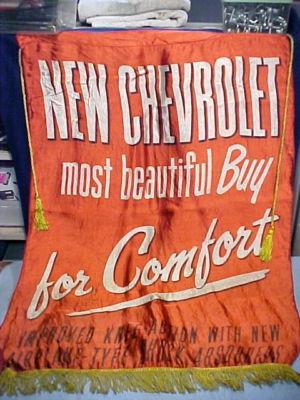 NEW CHEVROLET
most beautiful Buy
for Comfort
IMPROVED KNEE-ACTION WITH NEW
AIRPLANE-TYPE SHOCK ABSORBERS